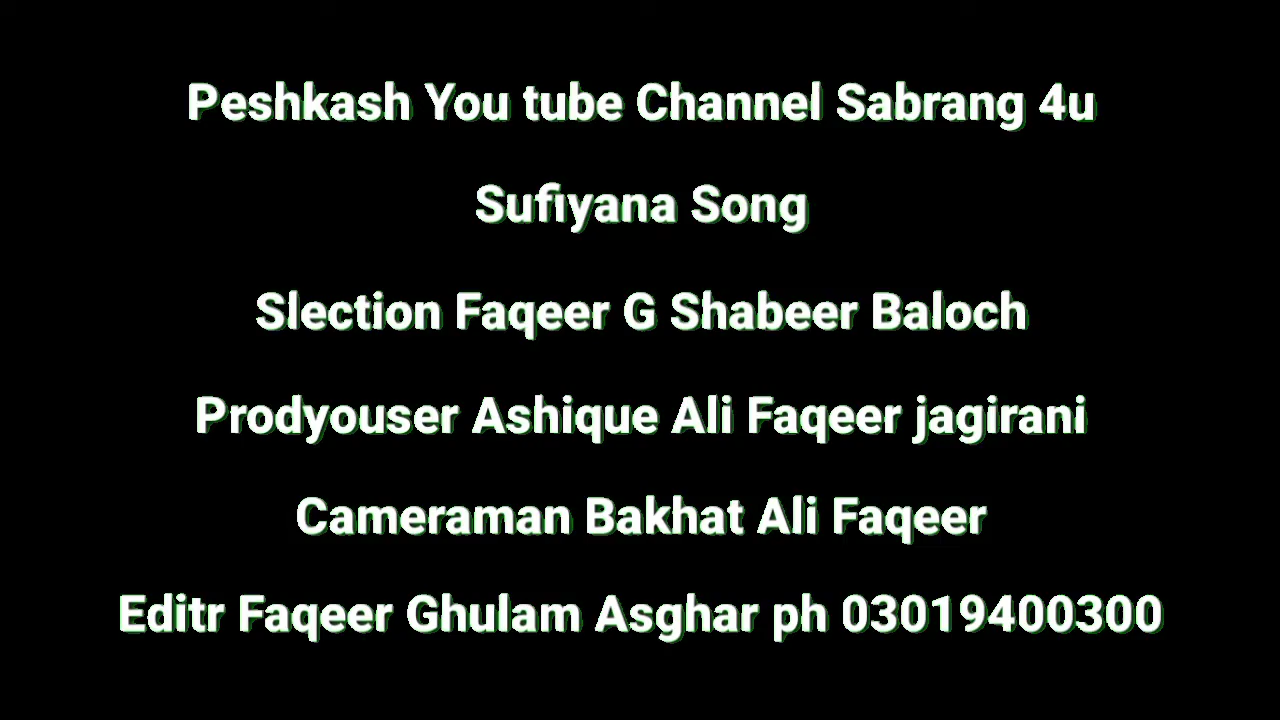 Peshkash You tube Channel Sabrang 4u
Sufiyana Song
Slection Faqeer G Shabeer Baloch
Prodyouser Ashique Ali Faqeer jagirani
Cameraman Bakhat Ali Faqeer
Editr Faqeer Ghulam Asghar ph 03019400300